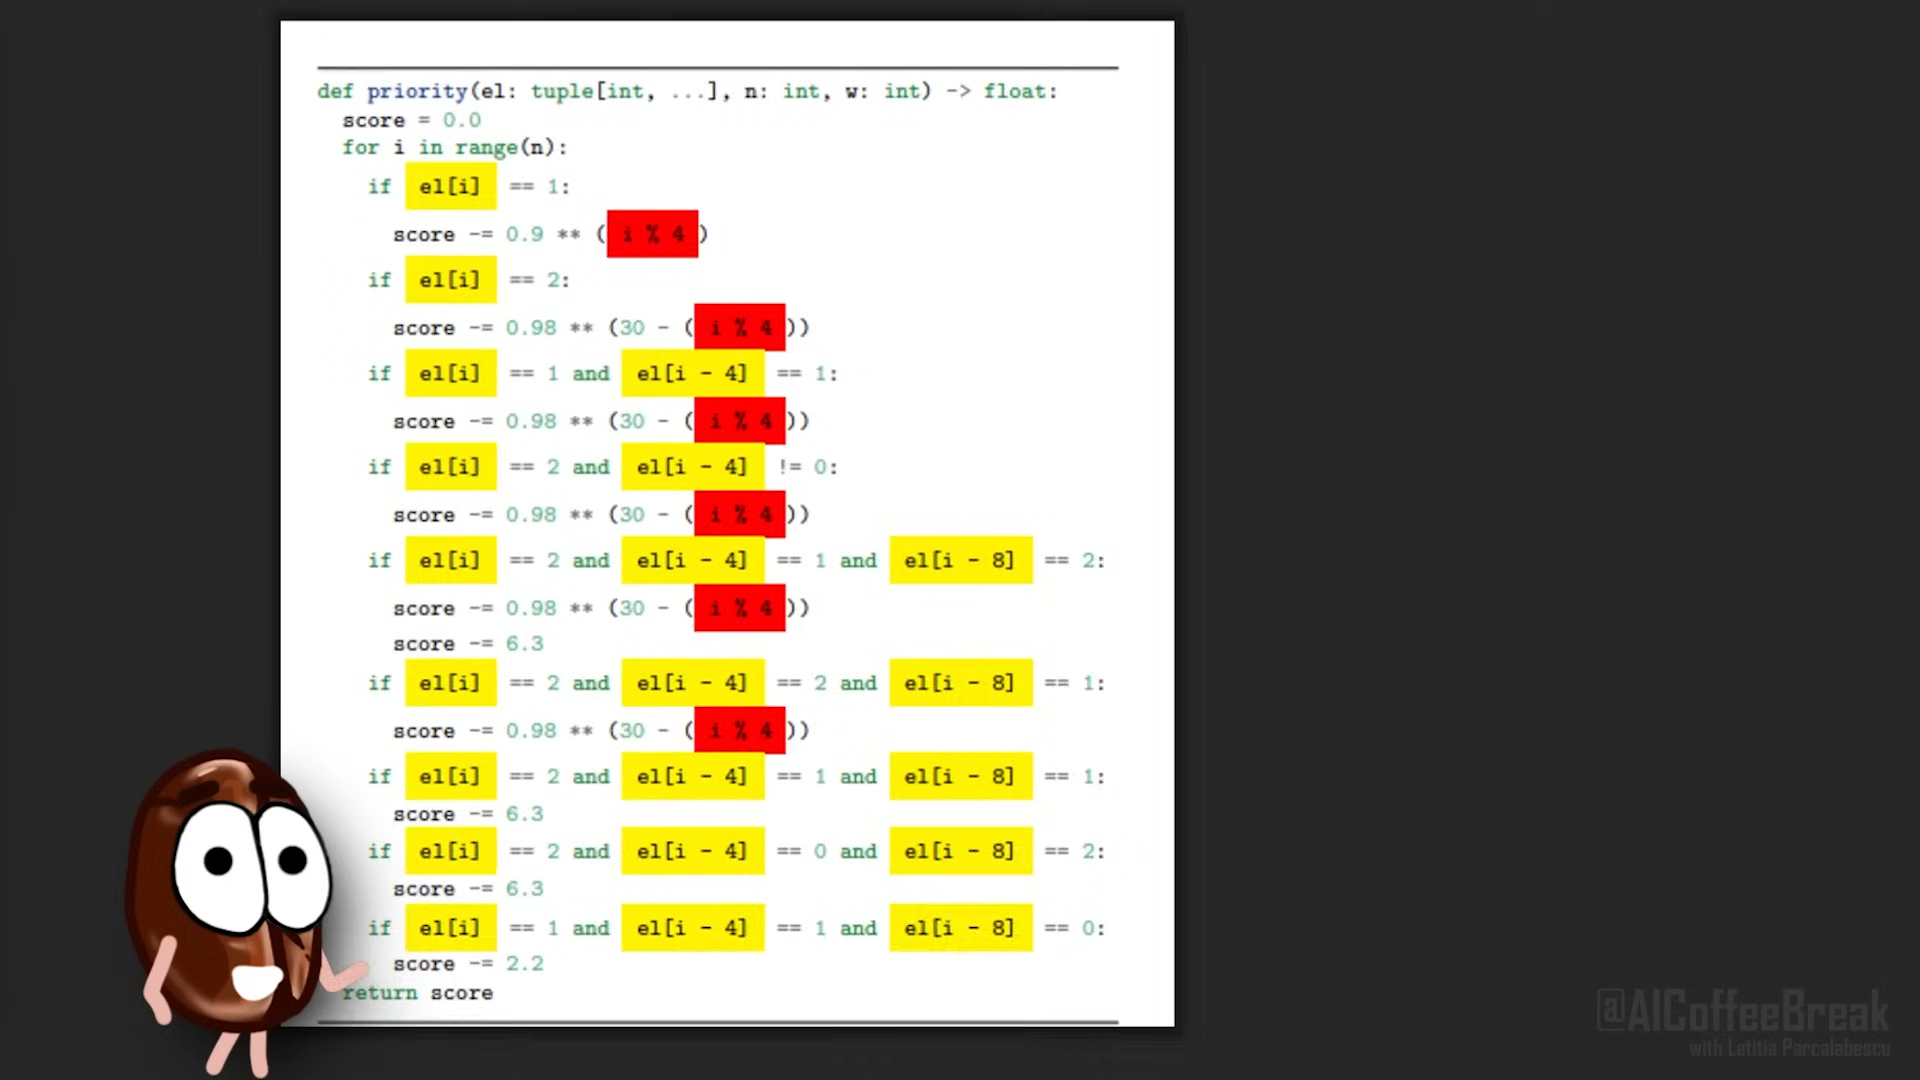 def priority(el: tuple[int, ...], n: int, w: int) -> float:
score = 0.0
for i in range(n):
if el[i] == 1:
score -= 0.9 ** ( i % 4 )
if el[i] == 2:
score -= 0.98 ** (30 - ( i % 4 ))
if el[i] == 1 and el[i - 4] == 1:
score -= 0.98 ** (30 - ( i % 4 ))
if el[i] == 2 and el[i - 4] != 0:
score -= 0.98 ** (30 - ( i % 4 ))
if el[i] == 2 and el[i - 4] == 1 and el[i - 8] == 2:
score -= 0.98 ** (30 - ( i % 4 ))
score -= 6.3
if el[i] == 2 and el[i - 4] == 2 and el[i - 8] == 1:
score -= 0.98 ** (30 - ( i % 4 ))
if el[i] == 2 and el[i - 4] == 1 and el[i - 8] == 1:
score -= 6.3
if el[i] == 2 and el[i - 4] == 0 and el[i - 8] == 2:
score -= 6.3
if el[i] == 1 and el[i - 4] == 1 and el[i - 8] == 0:
score -= 2.2
return score
@AICoffeeBreak
with Letitia Parcalabescu